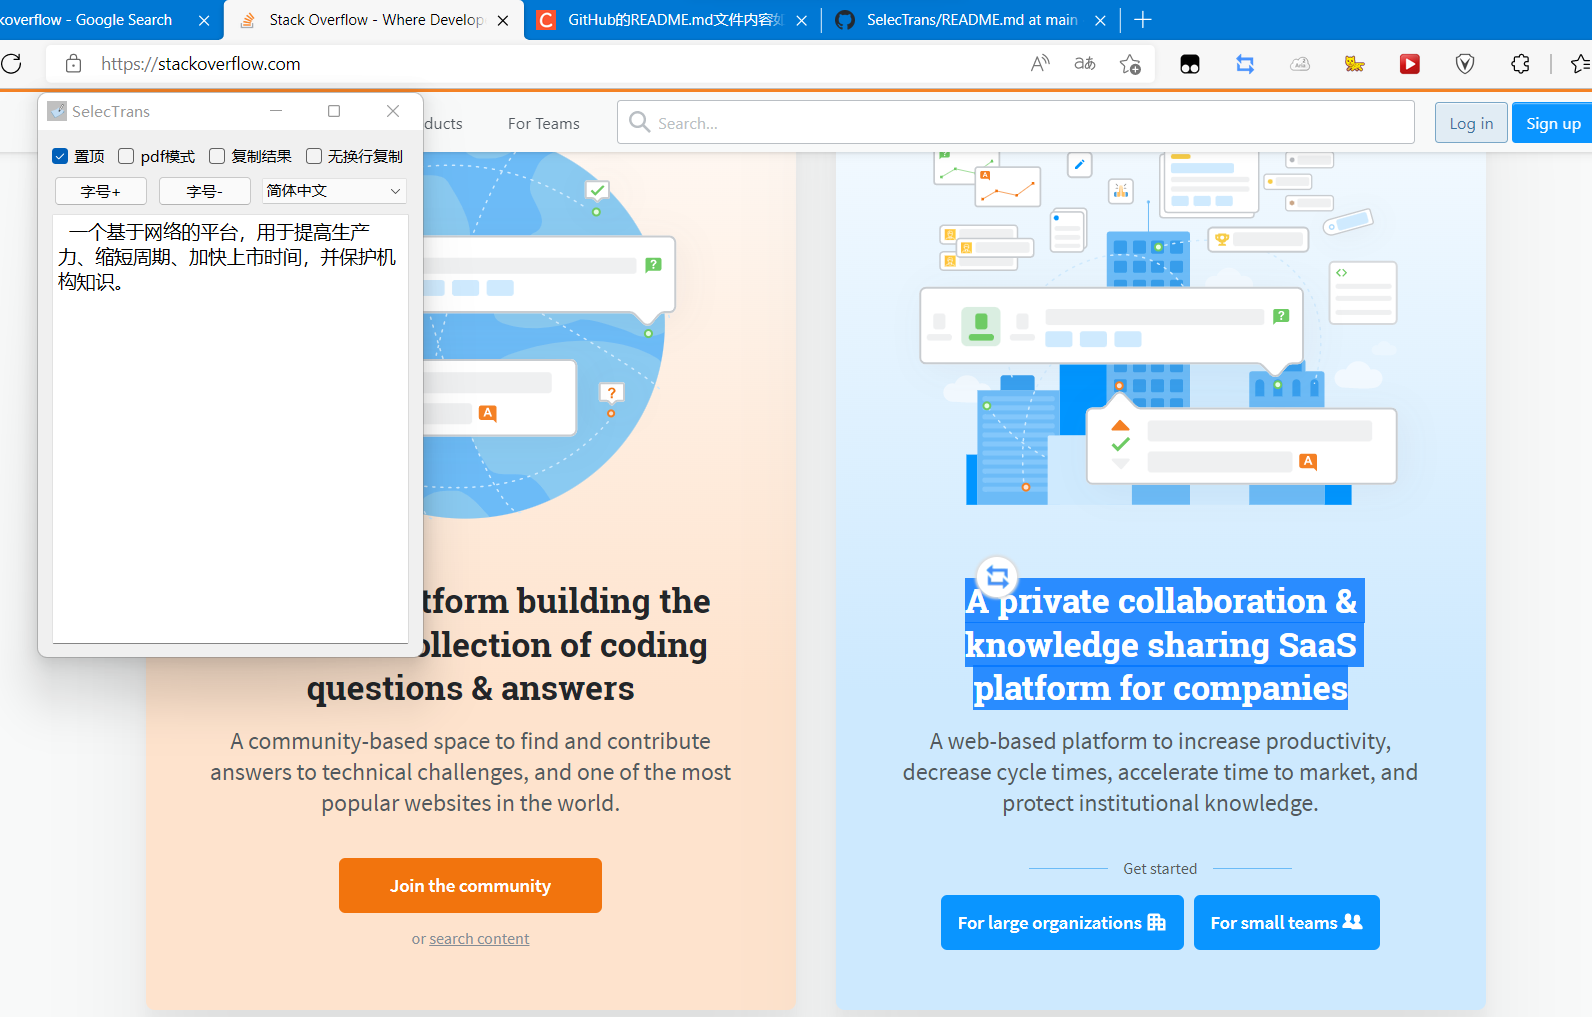 overflow - Google Search
Stack Overflow - Where Develop
GitHub的README.md文件内容
SelecTrans/README.md at main
https://stackoverflow.com
SelecTrans
置顶 pdf模式 复制结果 无换行复制
字号+ 字号- 简体中文
一个基于网络的平台，用于提高生产
力、缩短周期、加快上市时间，并保护机
构知识。
ducts
For Teams
Search...
Log in
Sign up
tform building the
ollection of coding
questions & answers
A community-based space to find and contribute
answers to technical challenges, and one of the most
popular websites in the world.
Join the community
or search content
A private collaboration &
knowledge sharing SaaS
platform for companies
A web-based platform to increase productivity,
decrease cycle times, accelerate time to market, and
protect institutional knowledge.
Get started
For large organizations
For small teams